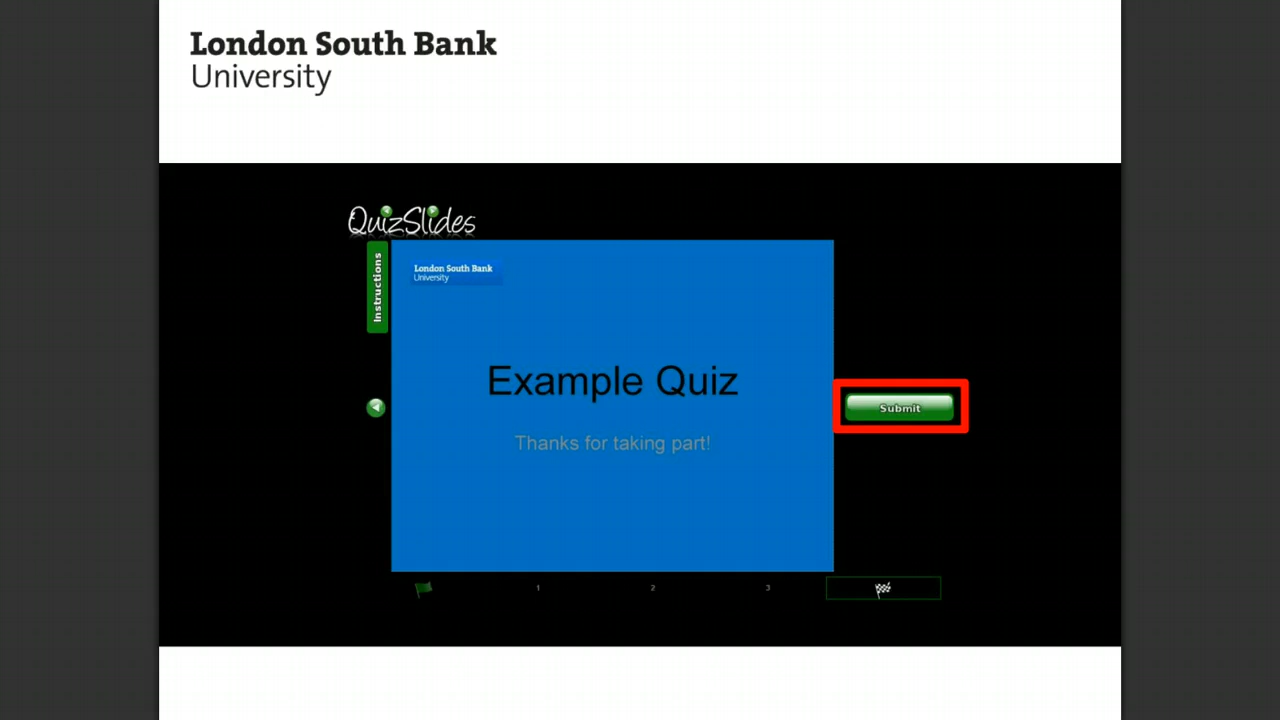 London South Bank
University
QuizSlides
Instructions
London South Bank
University
Example Quiz
Thanks for taking part!
Submit
1
2
3